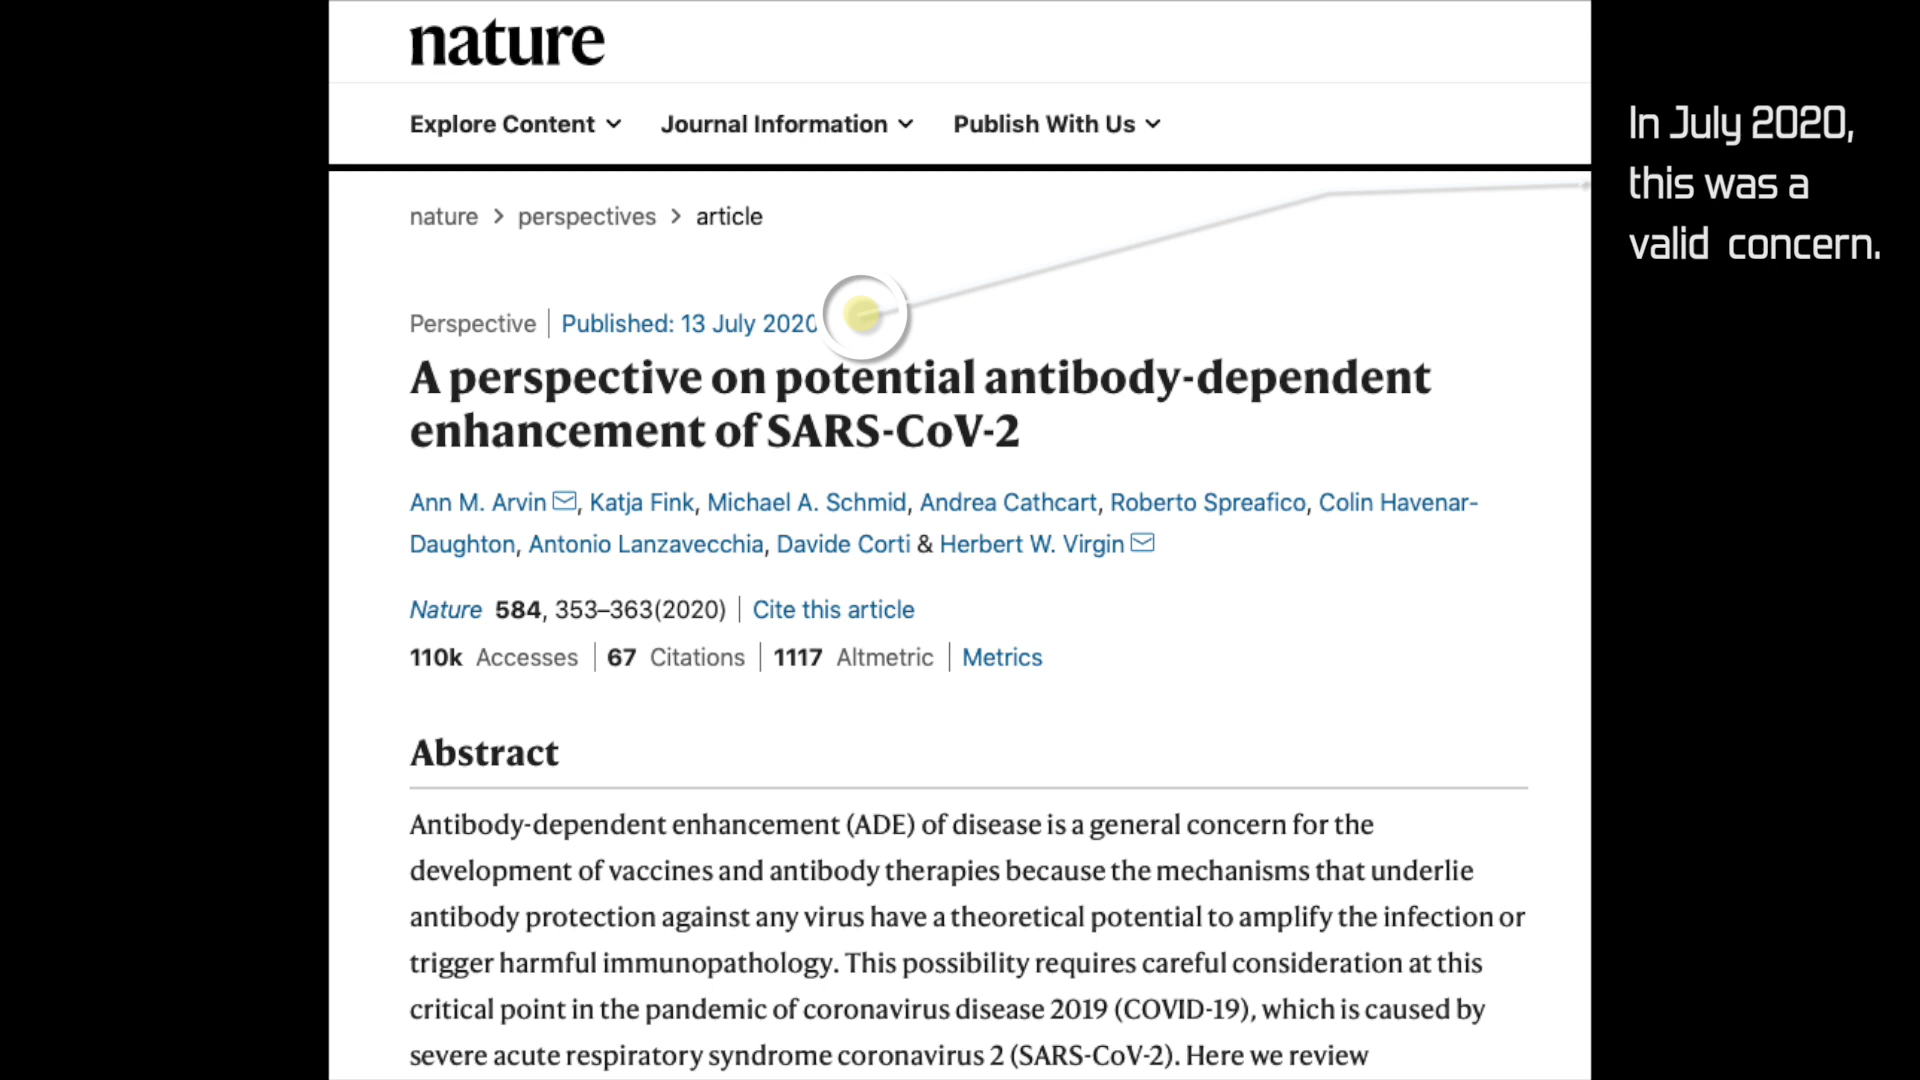 nature
Explore Content Journal Information Publish With Us
In July 2020,
this was a
valid concern.
nature > perspectives > article
Perspective | Published: 13 July 2020
A perspective on potential antibody-dependent
enhancement of SARS-CoV-2
Ann M. Arvin, Katja Fink, Michael A. Schmid, Andrea Cathcart, Roberto Spreafico, Colin Havenar-
Daughton, Antonio Lanzavecchia, Davide Corti & Herbert W. Virgin
Nature 584, 353–363(2020) | Cite this article
110k Accesses | 67 Citations | 1117 Altmetric | Metrics
Abstract
Antibody-dependent enhancement (ADE) of disease is a general concern for the
development of vaccines and antibody therapies because the mechanisms that underlie
antibody protection against any virus have a theoretical potential to amplify the infection or
trigger harmful immunopathology. This possibility requires careful consideration at this
critical point in the pandemic of coronavirus disease 2019 (COVID-19), which is caused by
severe acute respiratory syndrome coronavirus 2 (SARS-CoV-2). Here we review